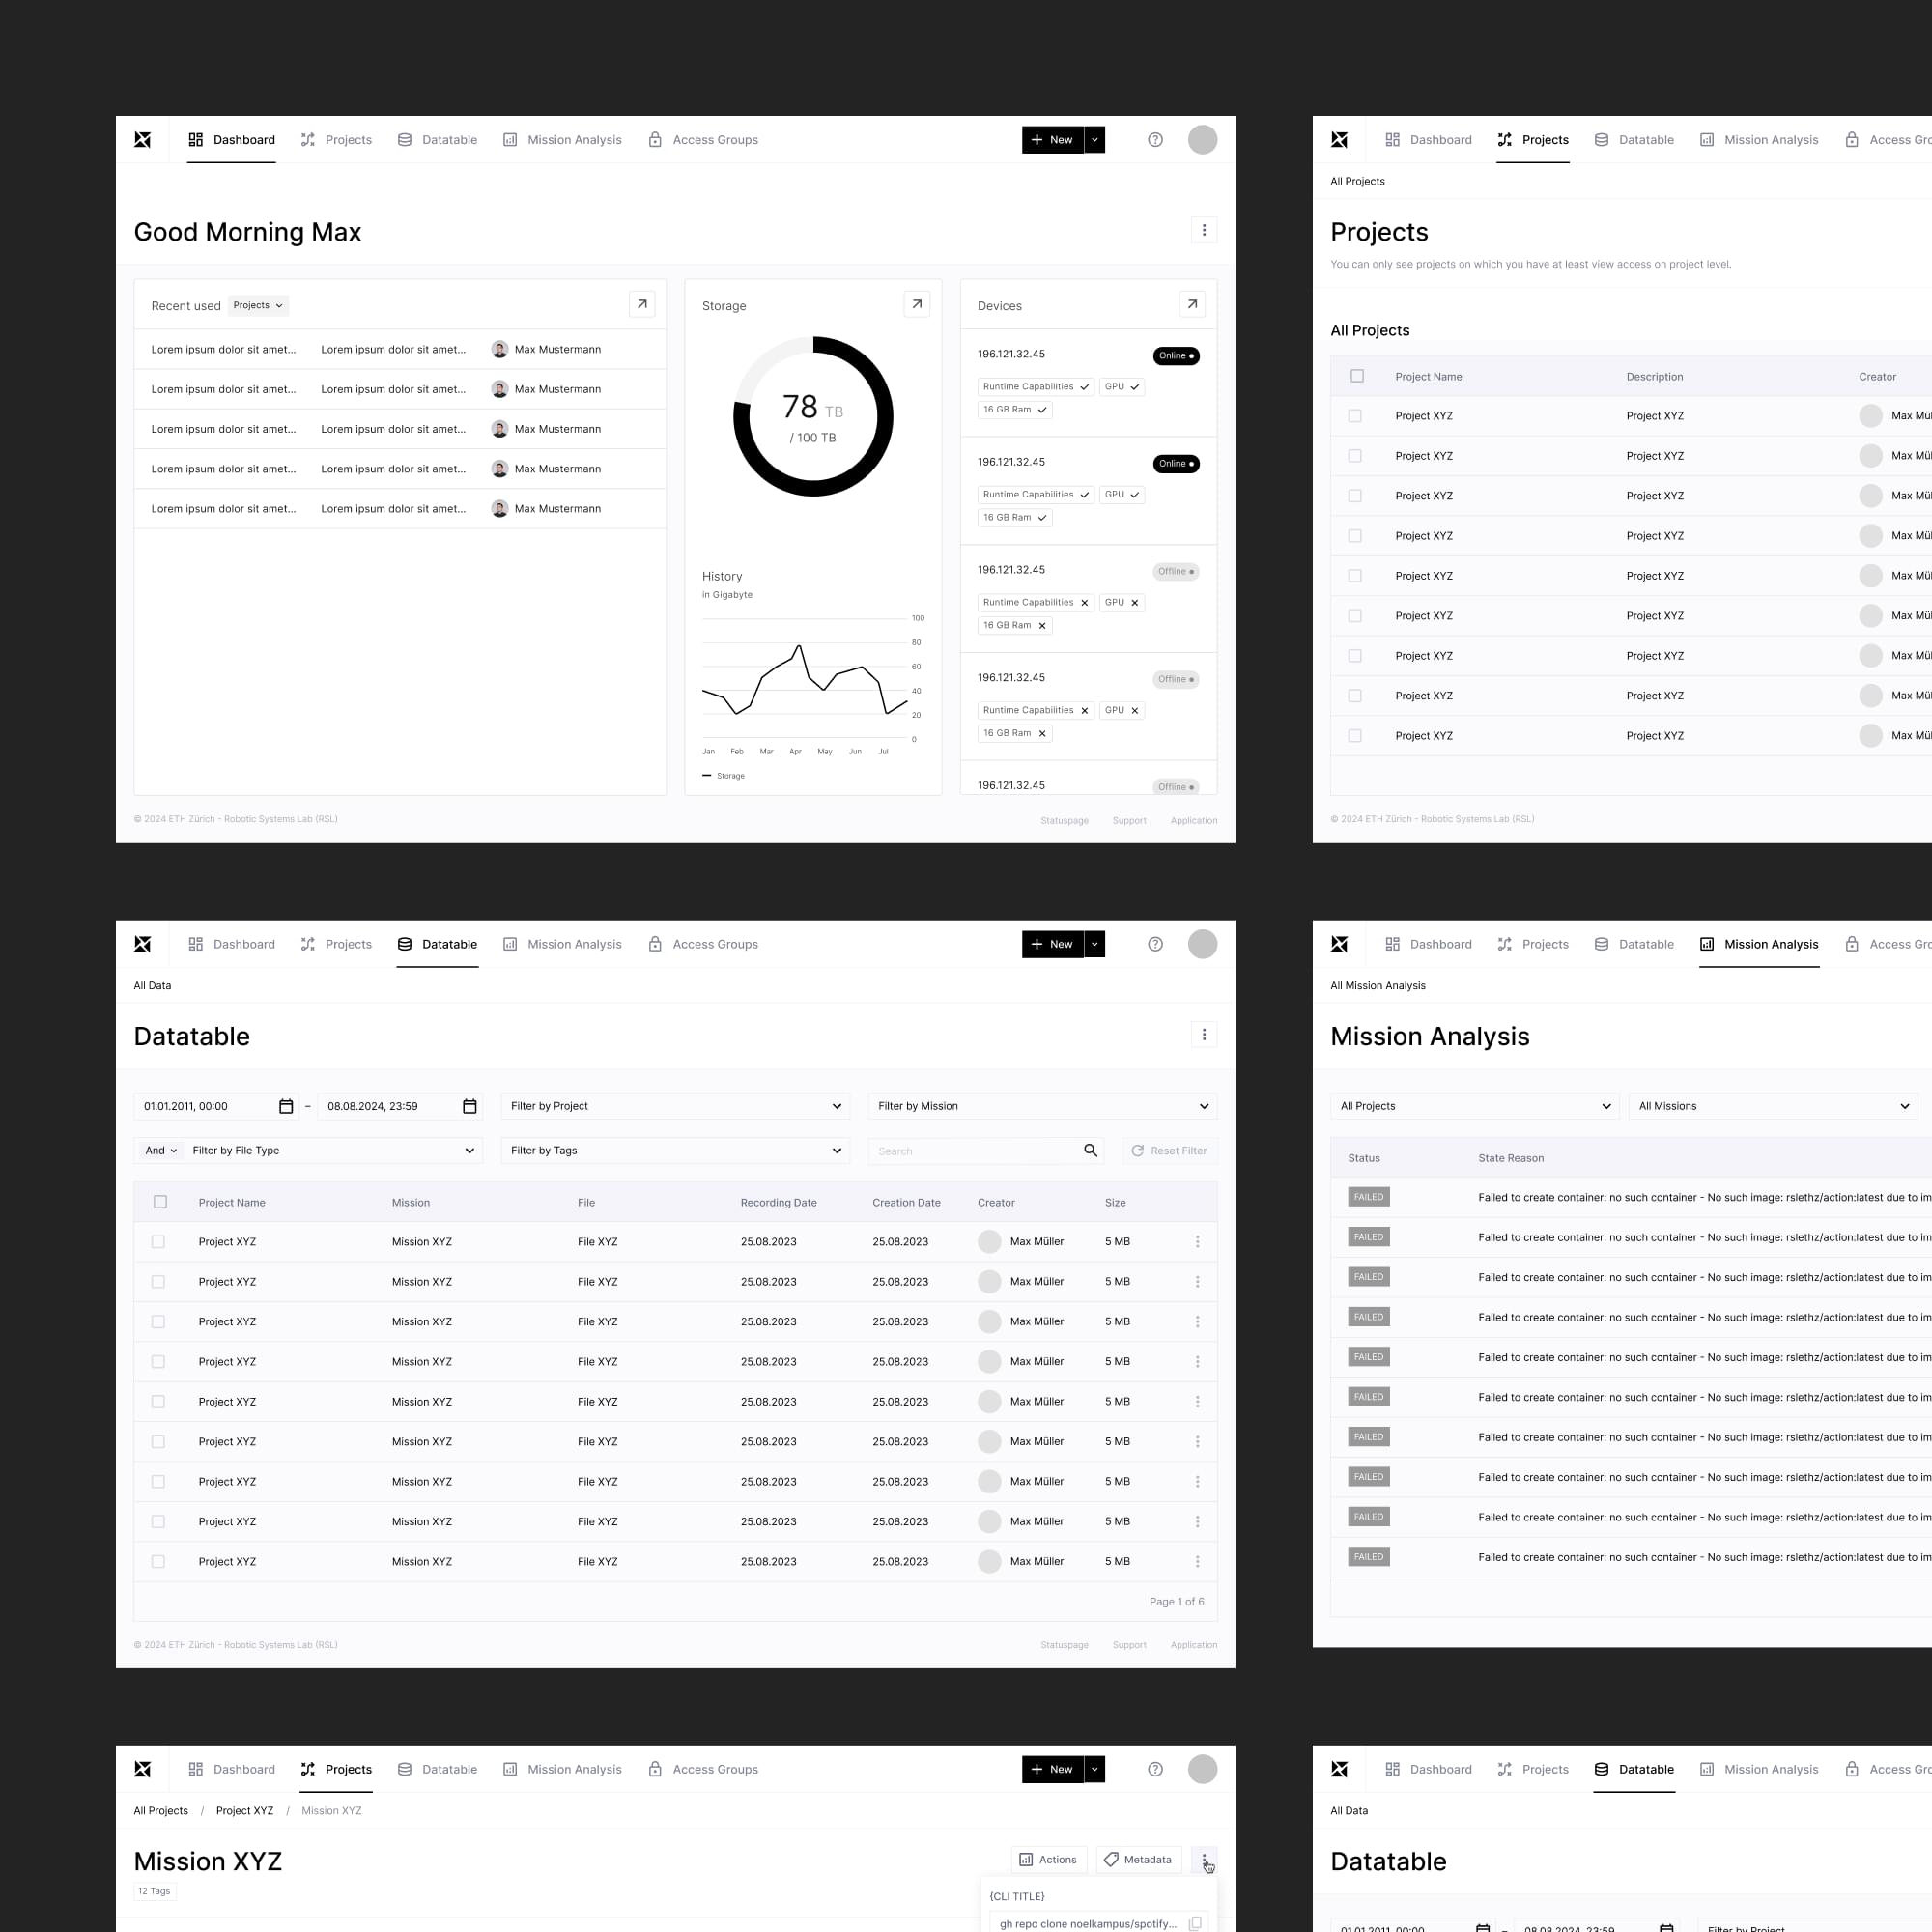 Dashboard Projects Datatable Mission Analysis Access Groups New
Good Morning Max
Recent used Projects
Lorem ipsum dolor sit amet... Lorem ipsum dolor sit amet... Max Mustermann
Lorem ipsum dolor sit amet... Lorem ipsum dolor sit amet... Max Mustermann
Lorem ipsum dolor sit amet... Lorem ipsum dolor sit amet... Max Mustermann
Lorem ipsum dolor sit amet... Lorem ipsum dolor sit amet... Max Mustermann
Lorem ipsum dolor sit amet... Lorem ipsum dolor sit amet... Max Mustermann
Storage
78 TB
/ 100 TB
History
in Gigabyte
100
80
60
40
20
0
Jan Feb Mar Apr May Jun Jul
Storage
Devices
196.121.32.45 Online
Runtime Capabilities GPU
16 GB Ram
196.121.32.45 Online
Runtime Capabilities GPU
16 GB Ram
196.121.32.45 Offline
Runtime Capabilities GPU
16 GB Ram
196.121.32.45 Offline
Runtime Capabilities GPU
16 GB Ram
196.121.32.45 Offline
© 2024 ETH Zürich - Robotic Systems Lab (RSL) Statuspage Support Application
Dashboard Projects Datatable Mission Analysis Access Gro
All Projects
Projects
You can only see projects on which you have at least view access on project level.
All Projects
Project Name Description Creator
Project XYZ Project XYZ Max Mül
Project XYZ Project XYZ Max Mül
Project XYZ Project XYZ Max Mül
Project XYZ Project XYZ Max Mül
Project XYZ Project XYZ Max Mül
Project XYZ Project XYZ Max Mül
Project XYZ Project XYZ Max Mül
Project XYZ Project XYZ Max Mül
Project XYZ Project XYZ Max Mül
© 2024 ETH Zürich - Robotic Systems Lab (RSL)
Dashboard Projects Datatable Mission Analysis Access Groups New
All Data
Datatable
01.01.2011, 00:00 – 08.08.2024, 23:59 Filter by Project Filter by Mission
And Filter by File Type Filter by Tags Search Reset Filter
Project Name Mission File Recording Date Creation Date Creator Size
Project XYZ Mission XYZ File XYZ 25.08.2023 25.08.2023 Max Müller 5 MB
Project XYZ Mission XYZ File XYZ 25.08.2023 25.08.2023 Max Müller 5 MB
Project XYZ Mission XYZ File XYZ 25.08.2023 25.08.2023 Max Müller 5 MB
Project XYZ Mission XYZ File XYZ 25.08.2023 25.08.2023 Max Müller 5 MB
Project XYZ Mission XYZ File XYZ 25.08.2023 25.08.2023 Max Müller 5 MB
Project XYZ Mission XYZ File XYZ 25.08.2023 25.08.2023 Max Müller 5 MB
Project XYZ Mission XYZ File XYZ 25.08.2023 25.08.2023 Max Müller 5 MB
Project XYZ Mission XYZ File XYZ 25.08.2023 25.08.2023 Max Müller 5 MB
Project XYZ Mission XYZ File XYZ 25.08.2023 25.08.2023 Max Müller 5 MB
Page 1 of 6
© 2024 ETH Zürich - Robotic Systems Lab (RSL) Statuspage Support Application
Dashboard Projects Datatable Mission Analysis Access Gro
All Mission Analysis
Mission Analysis
All Projects All Missions
Status State Reason
FAILED Failed to create container: no such container - No such image: rslethz/action:latest due to im
FAILED Failed to create container: no such container - No such image: rslethz/action:latest due to im
FAILED Failed to create container: no such container - No such image: rslethz/action:latest due to im
FAILED Failed to create container: no such container - No such image: rslethz/action:latest due to im
FAILED Failed to create container: no such container - No such image: rslethz/action:latest due to im
FAILED Failed to create container: no such container - No such image: rslethz/action:latest due to im
FAILED Failed to create container: no such container - No such image: rslethz/action:latest due to im
FAILED Failed to create container: no such container - No such image: rslethz/action:latest due to im
FAILED Failed to create container: no such container - No such image: rslethz/action:latest due to im
FAILED Failed to create container: no such container - No such image: rslethz/action:latest due to im
Dashboard Projects Datatable Mission Analysis Access Groups New
All Projects / Project XYZ / Mission XYZ
Mission XYZ Actions Metadata
12 Tags
{CLI TITLE}
gh repo clone noelkampus/spotify...
Dashboard Projects Datatable Mission Analysis Access Gro
All Data
Datatable
01.01.2011, 00:00 – 08.08.2024, 23:59 Filter by Project